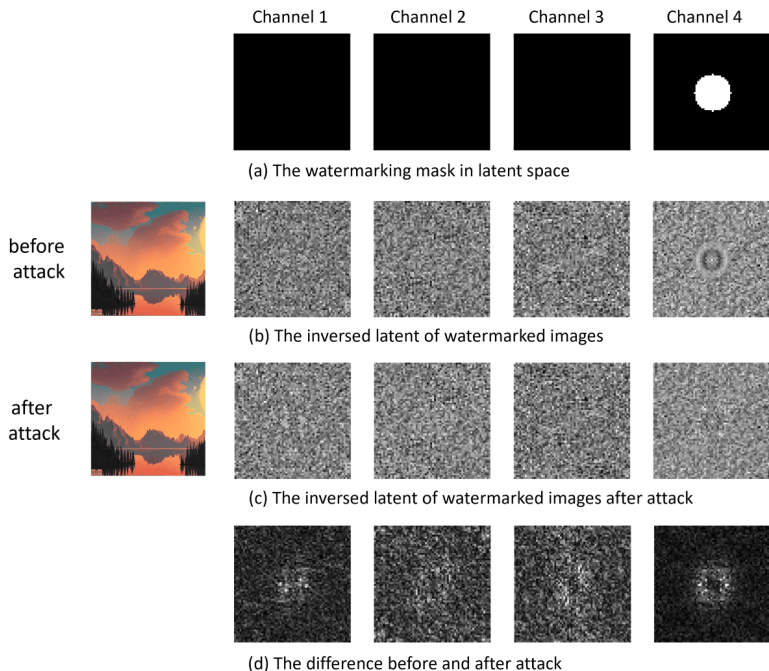 Channel 1 Channel 2 Channel 3 Channel 4
(a) The watermarking mask in latent space
before
attack
(b) The inversed latent of watermarked images
after
attack
(c) The inversed latent of watermarked images after attack
(d) The difference before and after attack